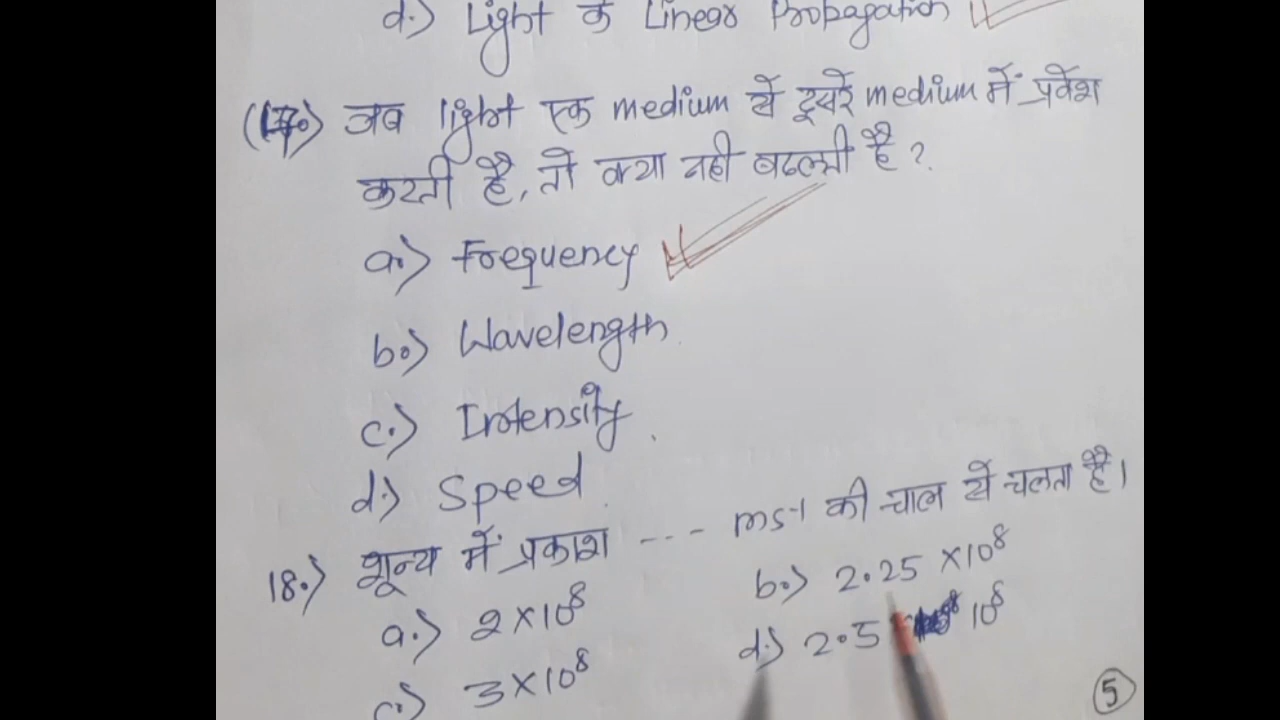 d.) Light के Linear Propagation
(17.) जब light एक medium से दूसरे medium में प्रवेश
करती है, तो क्या नही बदलती है ?
a.) Frequency
b.) Wavelength
c.) Intensity
d.) Speed
18.) शून्य में प्रकाश --- ms-1 की चाल से चलता है।
a.) 2×10⁸ b.) 2.25 ×10⁸
c.) 3×10⁸ d.) 2.5 10⁸
5